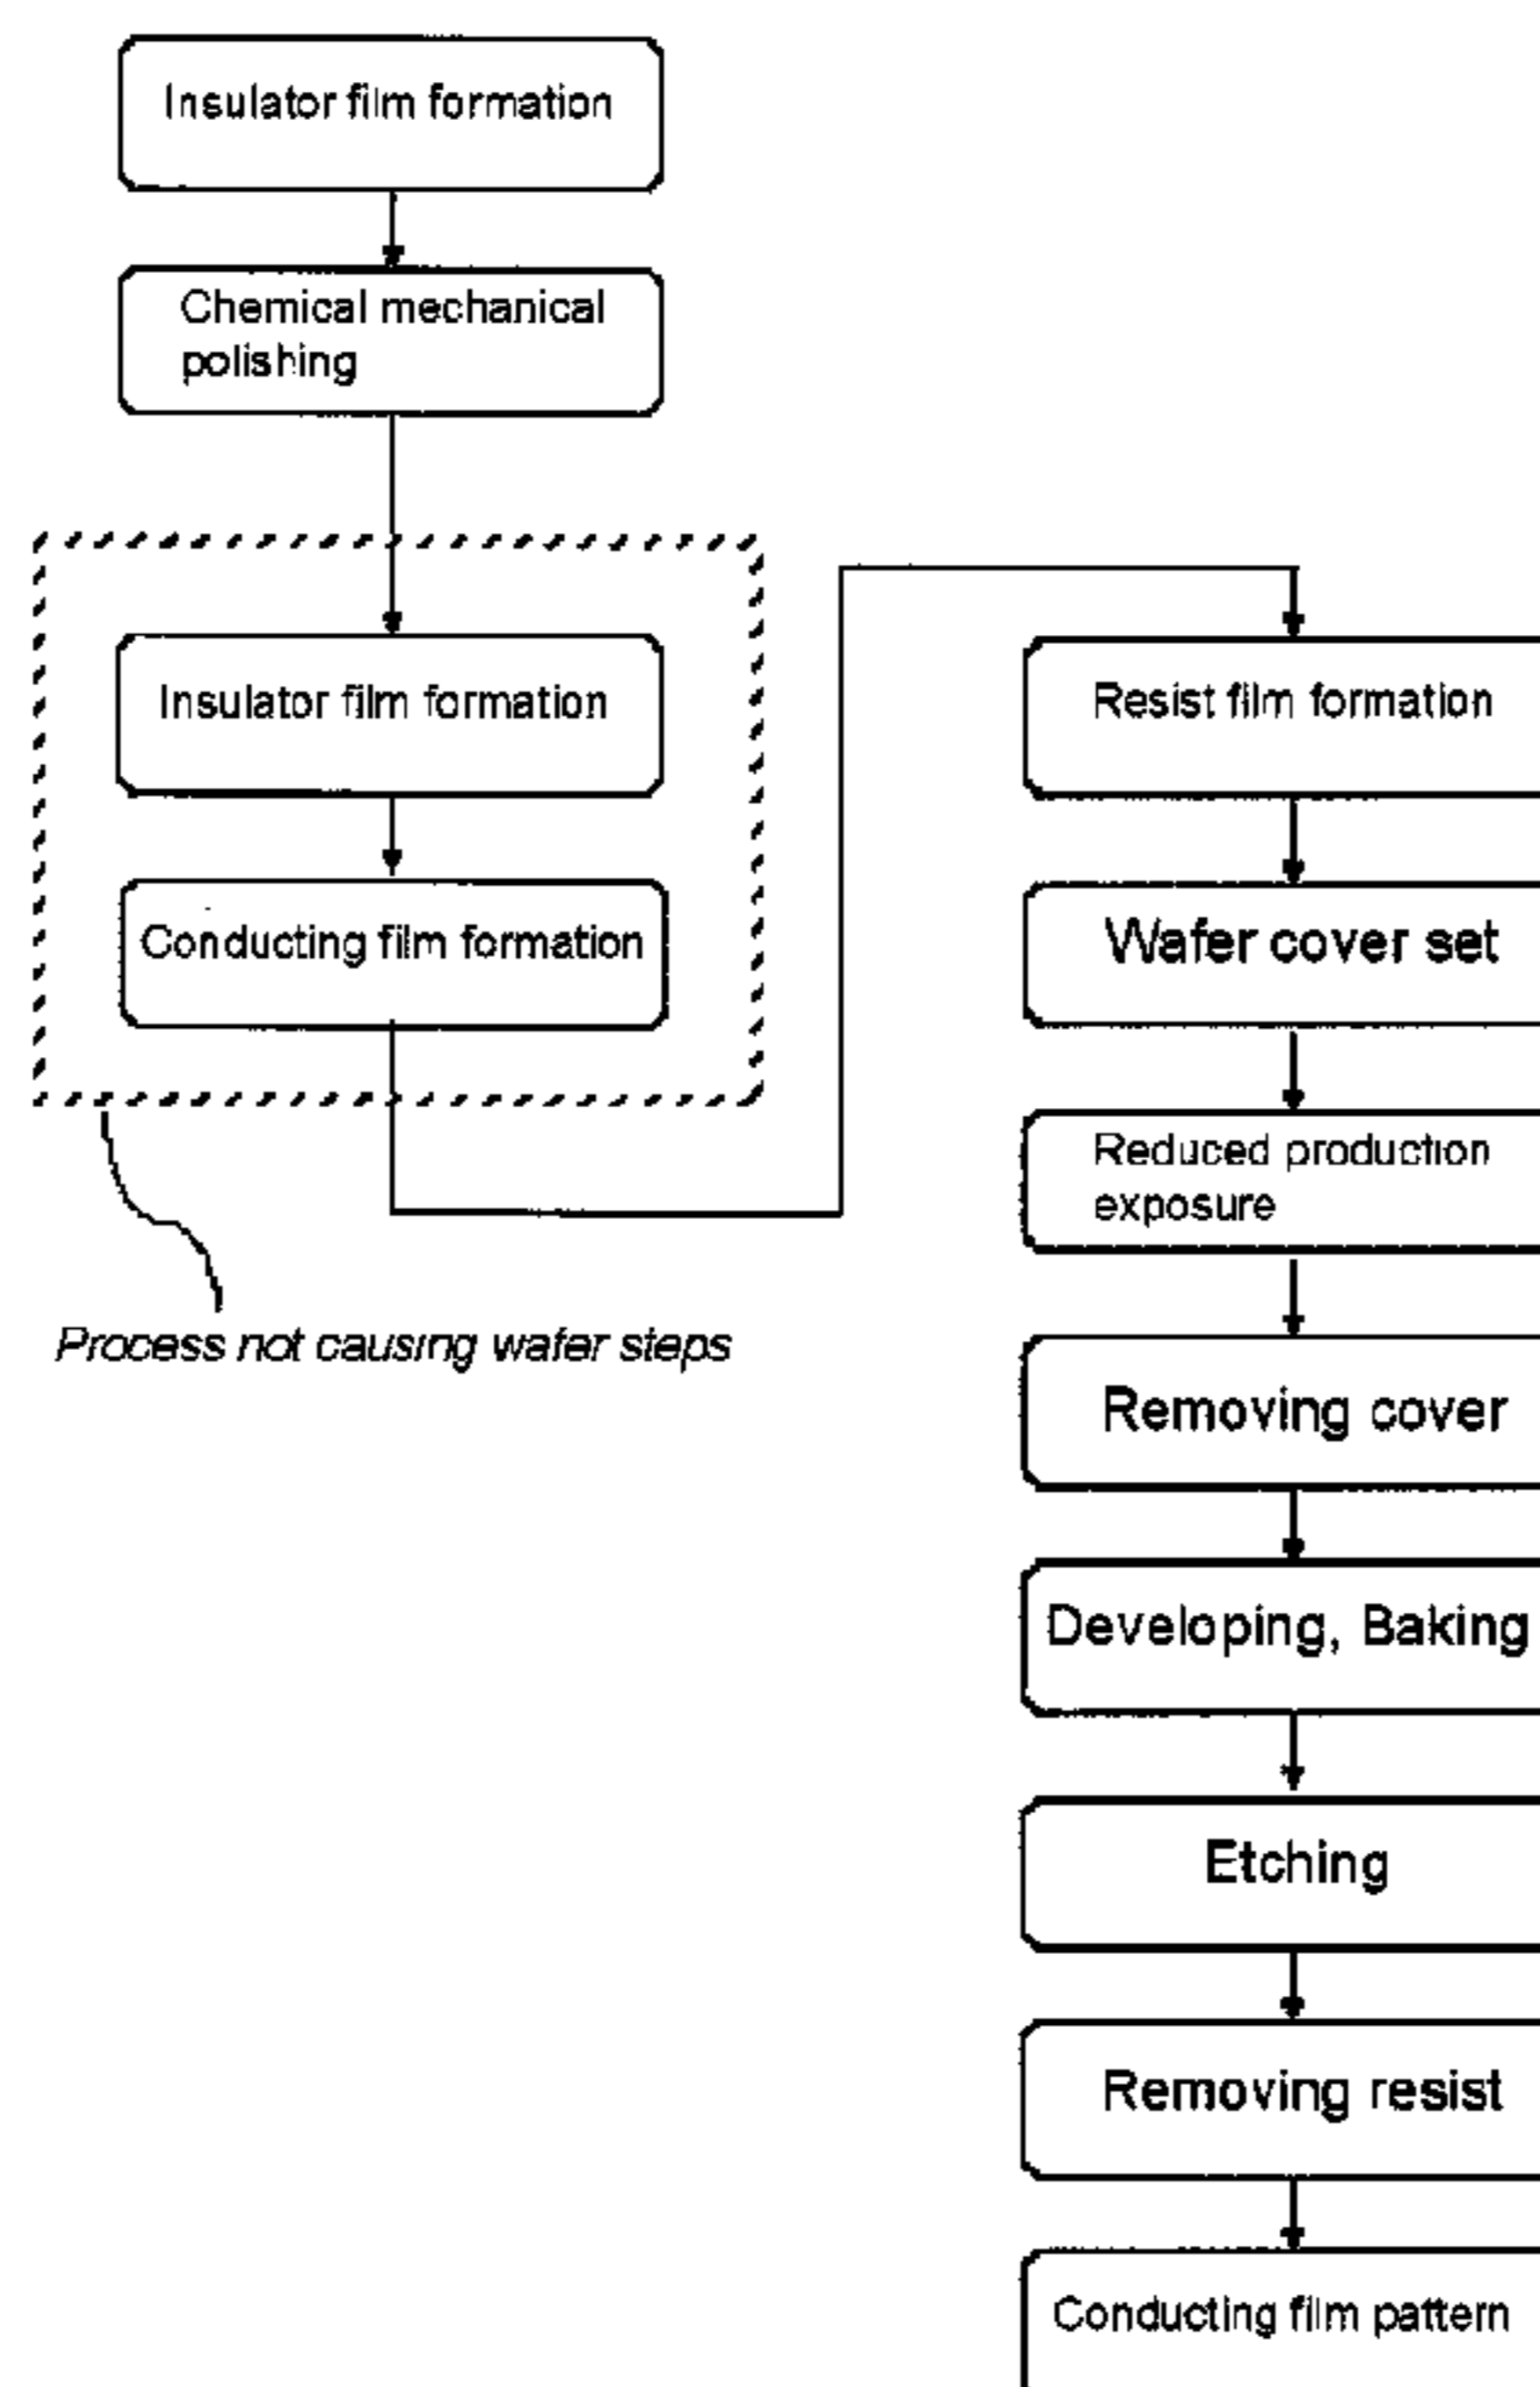 Insulator film formation
Chemical mechanical
polishing
Insulator film formation
Conducting film formation
Process not causing wafer steps
Resist film formation
Wafer cover set
Reduced production
exposure
Removing cover
Developing, Baking
Etching
Removing resist
Conducting film pattern